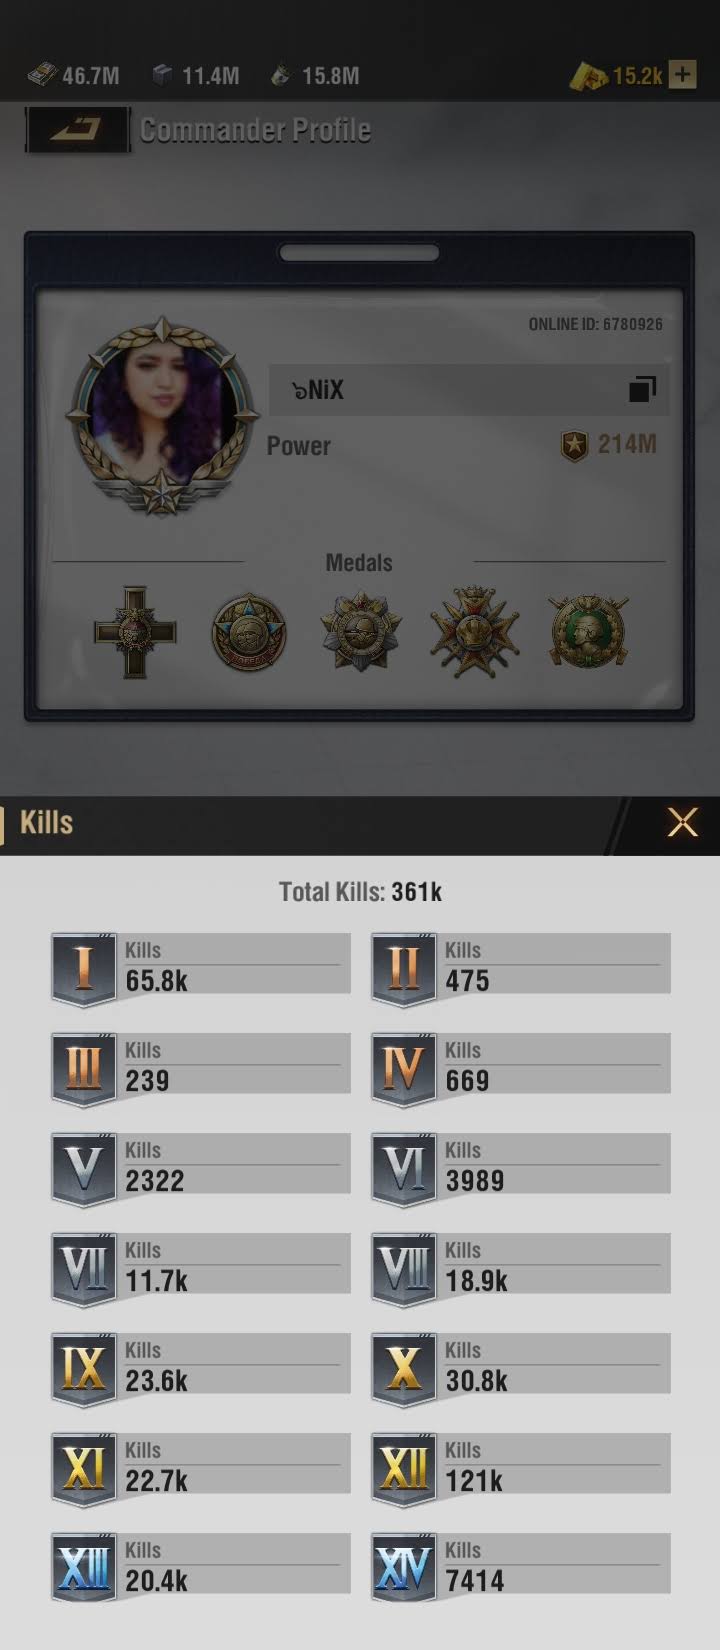 46.7M 11.4M 15.8M 15.2k
Commander Profile
ONLINE ID: 6780926
ঌNiX
Power 214M
Medals
Kills
Total Kills: 361k
I Kills 65.8k
II Kills 475
III Kills 239
IV Kills 669
V Kills 2322
VI Kills 3989
VII Kills 11.7k
VIII Kills 18.9k
IX Kills 23.6k
X Kills 30.8k
XI Kills 22.7k
XII Kills 121k
XIII Kills 20.4k
XIV Kills 7414